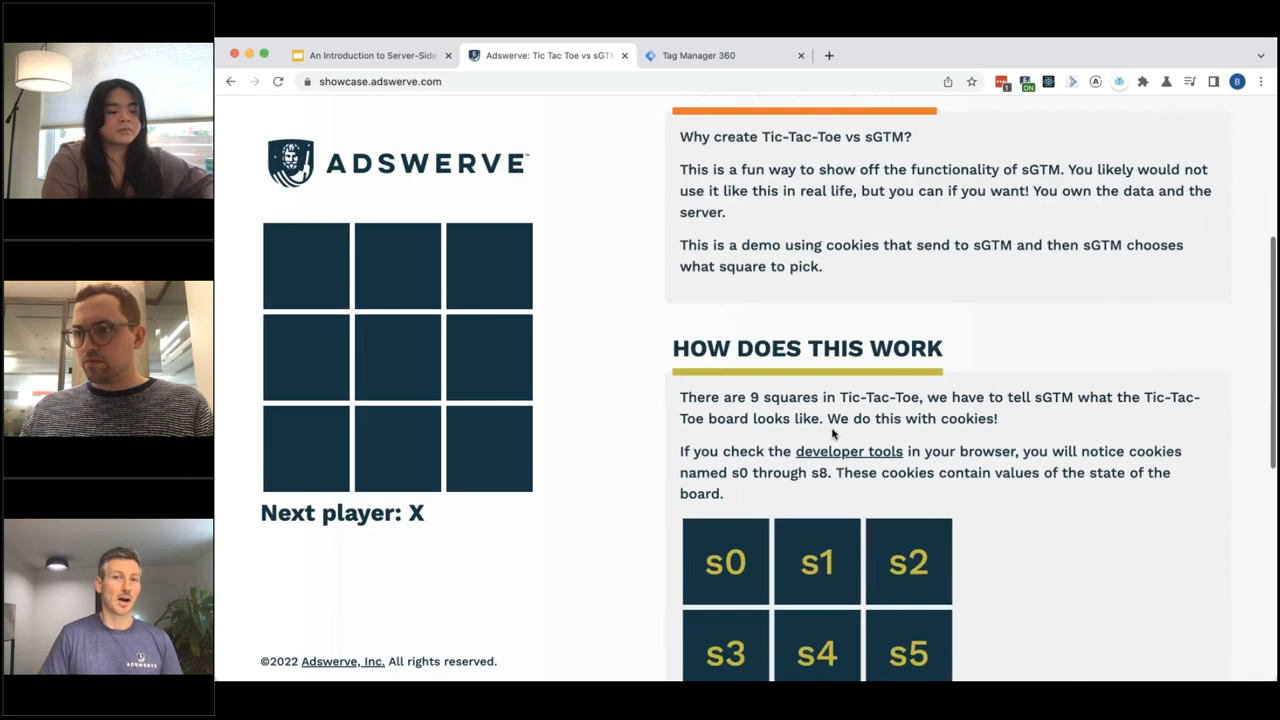 An Introduction to Server-Side
Adswerve: Tic Tac Toe vs sGTM
Tag Manager 360
showcase.adswerve.com
1
ON
A
B
ADSWERVE™
Next player: X
©2022 Adswerve, Inc. All rights reserved.
Why create Tic-Tac-Toe vs sGTM?
This is a fun way to show off the functionality of sGTM. You likely would not
use it like this in real life, but you can if you want! You own the data and the
server.
This is a demo using cookies that send to sGTM and then sGTM chooses
what square to pick.
HOW DOES THIS WORK
There are 9 squares in Tic-Tac-Toe, we have to tell sGTM what the Tic-Tac-
Toe board looks like. We do this with cookies!
If you check the developer tools in your browser, you will notice cookies
named s0 through s8. These cookies contain values of the state of the
board.
s0 s1 s2
s3 s4 s5
ADSWERVE